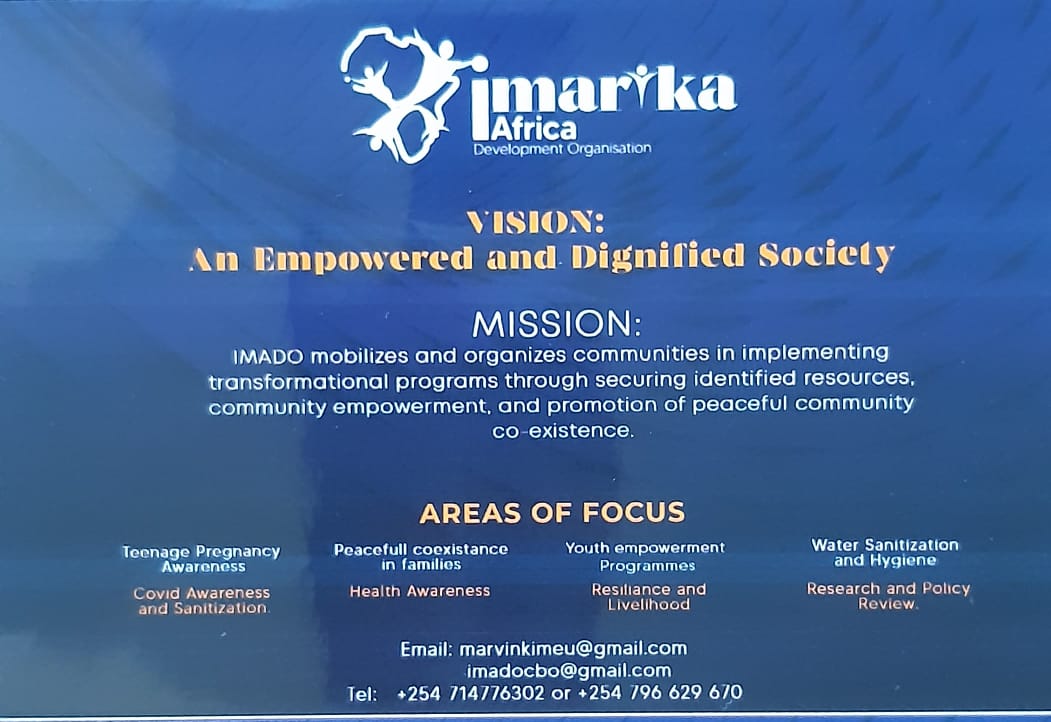 imarika
Africa
Development Organisation
VISION:
An Empowered and Dignified Society
MISSION:
IMADO mobilizes and organizes communities in implementing
transformational programs through securing identified resources,
community empowerment, and promotion of peaceful community
co-existence.
AREAS OF FOCUS
Teenage Pregnancy
Awareness
Covid Awareness
and Sanitization.
Peacefull coexistance
in families
Health Awareness
Youth empowerment
Programmes
Resiliance and
Livelihood
Water Sanitization
and Hygiene
Research and Policy
Review.
Email: marvinkimeu@gmail.com
imadocbo@gmail.com
Tel: +254 714776302 or +254 796 629 670